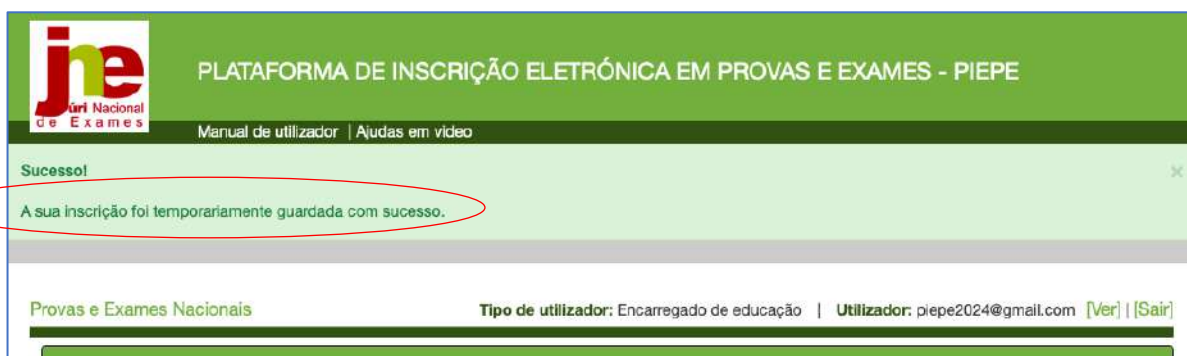 jne
júri Nacional
de Exames
PLATAFORMA DE INSCRIÇÃO ELETRÓNICA EM PROVAS E EXAMES - PIEPE
Manual de utilizador | Ajudas em video
Sucesso!
×
A sua inscrição foi temporariamente guardada com sucesso.
Provas e Exames Nacionais Tipo de utilizador: Encarregado de educação | Utilizador: piepe2024@gmail.com [Ver] | [Sair]